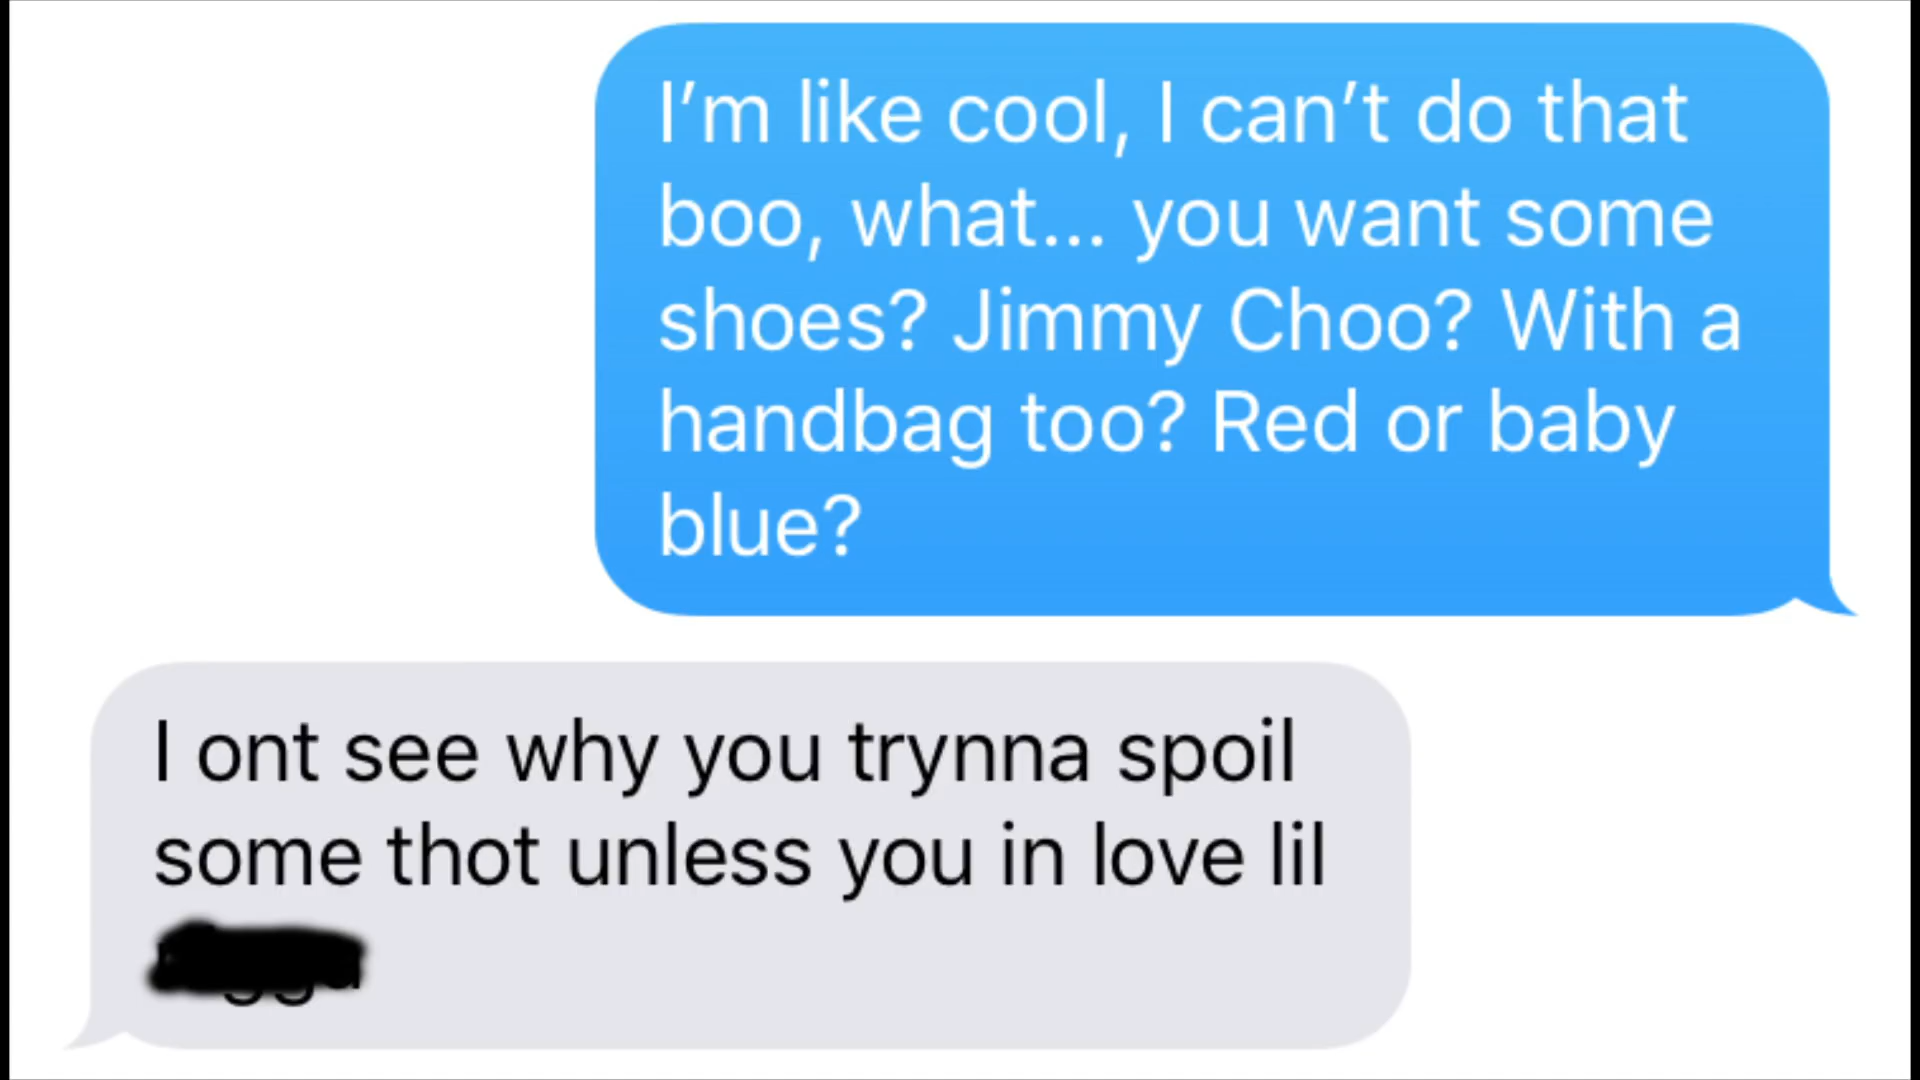 I’m like cool, I can’t do that
boo, what... you want some
shoes? Jimmy Choo? With a
handbag too? Red or baby
blue?
I ont see why you trynna spoil
some thot unless you in love lil